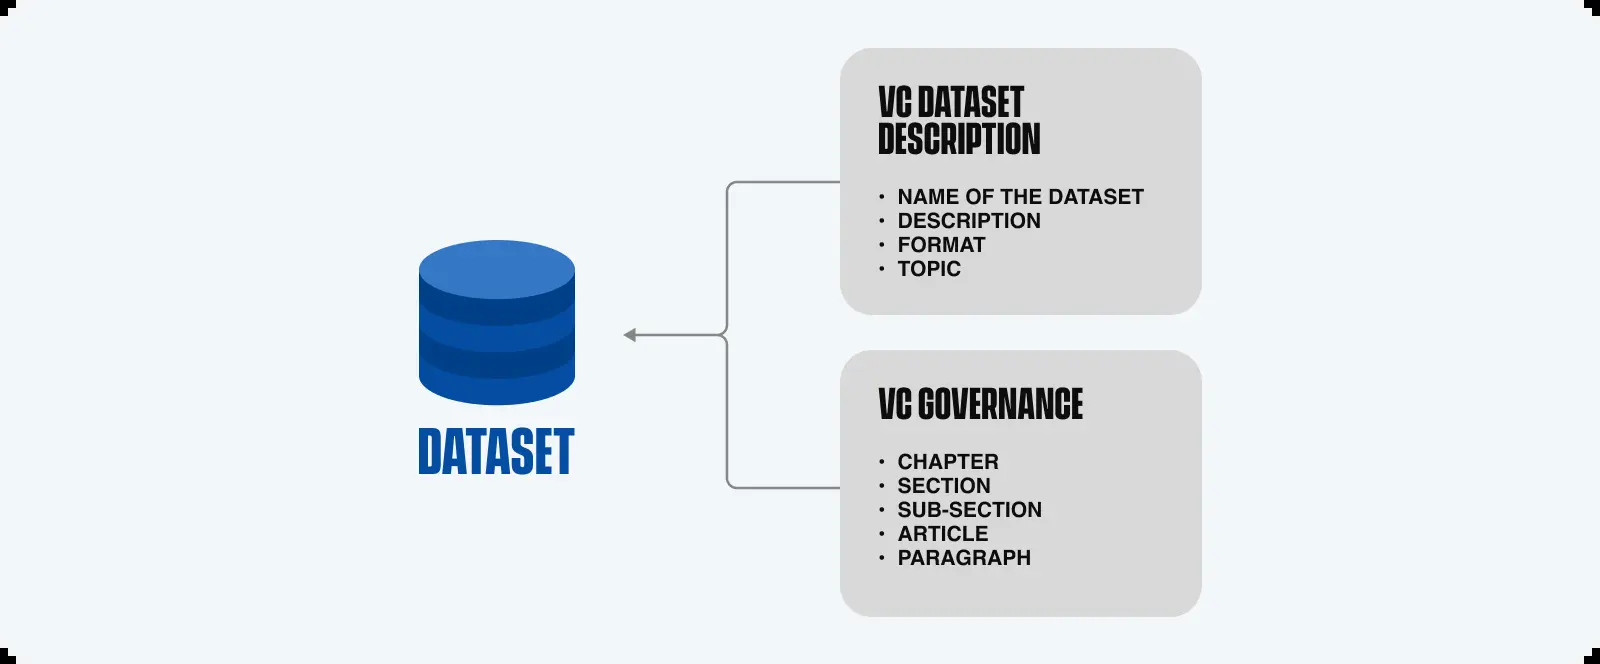 VC DATASET
DESCRIPTION
• NAME OF THE DATASET
• DESCRIPTION
• FORMAT
• TOPIC
DATASET
VC GOVERNANCE
• CHAPTER
• SECTION
• SUB-SECTION
• ARTICLE
• PARAGRAPH